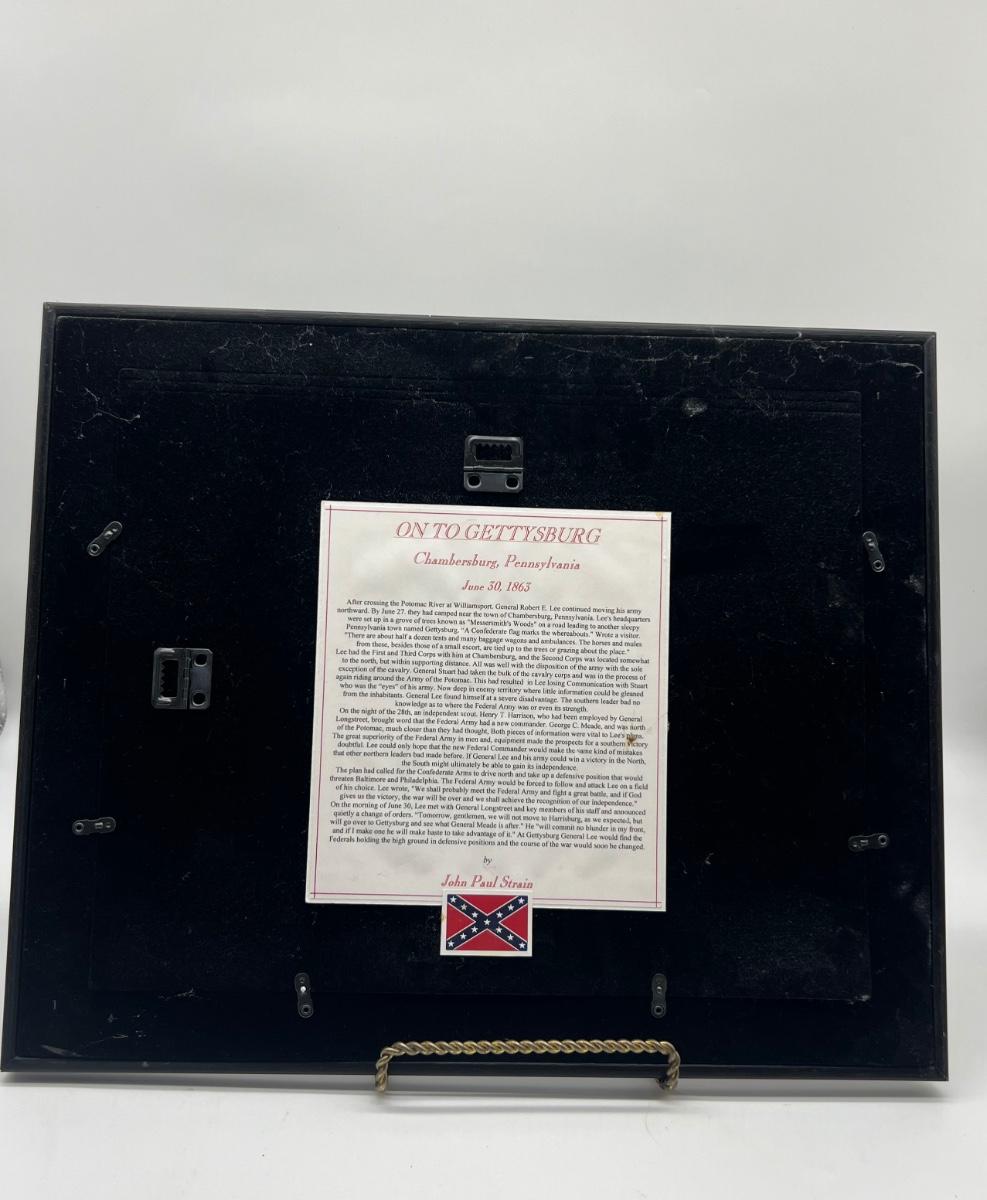 ON TO GETTYSBURG
Chambersburg, Pennsylvania
June 30, 1863
After crossing the Potomac River at Williamsport. General Robert E. Lee continued moving his army
northward. By June 27. they had camped near the town of Chambersburg, Pennsylvania. Lee's headquarters
were set up in a grove of trees known as "Messersmith's Woods" on a road leading to another sleepy
Pennsylvania town named Gettysburg. "A Confederate flag marks the whereabouts." Wrote a visitor.
"There are about half a dozen tents and many baggage wagons and ambulances. The horses and mules
from these, besides those of a small escort, are tied up to the trees or grazing about the place."
Lee had the First and Third Corps with him at Chambersburg, and the Second Corps was located somewhat
to the north, but within supporting distance. All was well with the disposition of the army with the sole
exception of the cavalry. General Stuart had taken the bulk of the cavalry corps and was in the process of
again riding around the Army of the Potomac. This had resulted in Lee losing Communication with Stuart
who was the "eyes" of his army. Now deep in enemy territory where little information could be gleaned
from the inhabitants. General Lee found himself at a severe disadvantage. The southern leader had no
knowledge as to where the Federal Army was or even its strength.
On the night of the 28th, an independent scout. Henry T. Harrison, who had been employed by General
Longstreet, brought word that the Federal Army had a new commander. George C. Meade, and was north
of the Potomac, much closer than they had thought, Both pieces of information were vital to Lee's plans.
The great superiority of the Federal Army in men and, equipment made the prospects for a southern victory
doubtful. Lee could only hope that the new Federal Commander would make the same kind of mistakes
that other northern leaders had made before. If General Lee and his army could win a victory in the North,
the South might ultimately be able to gain its independence.
The plan had called for the Confederate Arms to drive north and take up a defensive position that would
threaten Baltimore and Philadelphia. The Federal Army would be forced to follow and attack Lee on a field
of his choice. Lee wrote, "We shall probably meet the Federal Army and fight a great battle, and if God
gives us the victory, the war will be over and we shall achieve the recognition of our independence."
On the morning of June 30, Lee met with General Longstreet and key members of his staff and announced
quietly a change of orders. "Tomorrow, gentlemen, we will not move to Harrisburg, as we expected, but
will go over to Gettysburg and see what General Meade is after." He "will commit no blunder in my front,
and if I make one he will make haste to take advantage of it." At Gettysburg General Lee would find the
Federals holding the high ground in defensive positions and the course of the war would soon be changed.
by
John Paul Strain